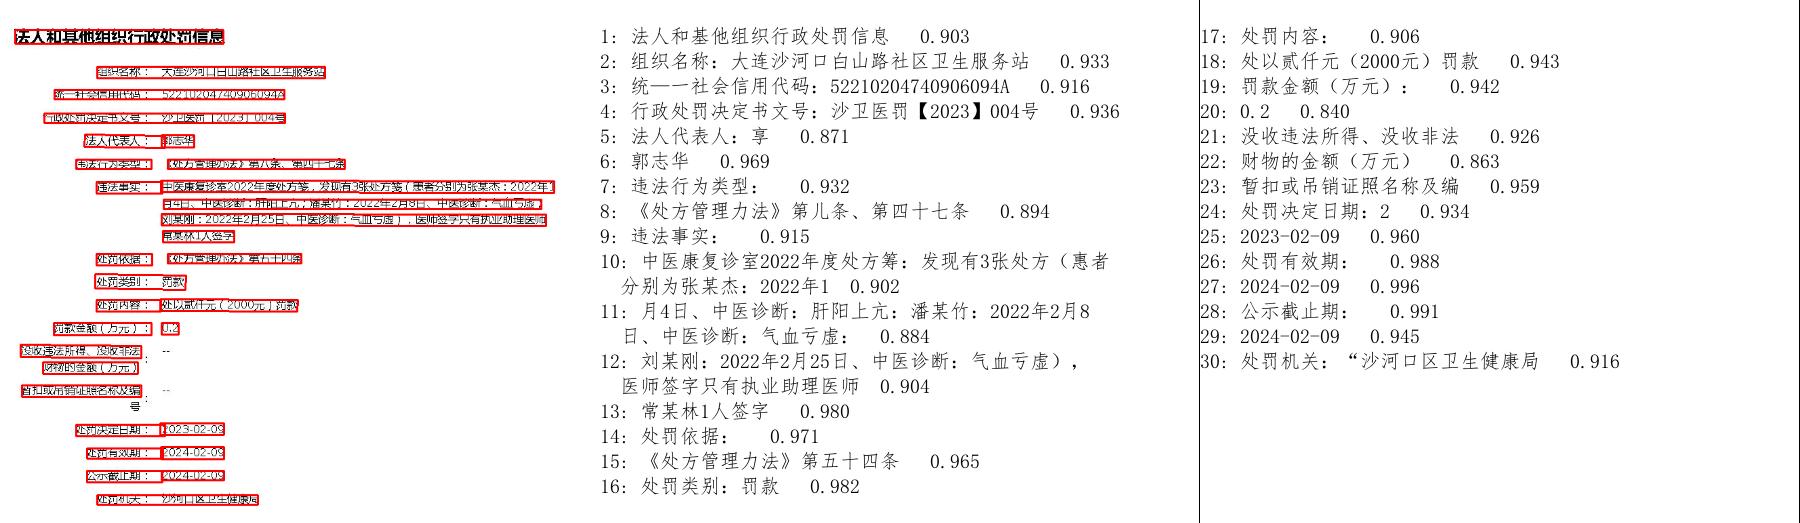 法人和其他组织行政处罚信息
组织名称： 大连沙河口白山路社区卫生服务站
统一社会信用代码： 52210204740906094A
行政处罚决定书文号： 沙卫医罚【2023】004号
法人代表人： 郭志华
违法行为类型： 《处方管理办法》第八条、第四十七条
违法事实： 中医康复诊室2022年度处方笺，发现有3张处方笺（患者分别为张某杰：2022年1
月4日、中医诊断：肝阳上亢；潘某竹：2022年2月8日、中医诊断：气血亏虚，
刘某刚：2022年2月25日、中医诊断：气血亏虚），医师签字只有执业助理医师
常某林1人签字
处罚依据： 《处方管理办法》第五十四条
处罚类别： 罚款
处罚内容： 处以贰仟元（2000元）罚款
罚款金额（万元）： 0.2
没收违法所得、没收非法
财物的金额（万元）： --
暂扣或吊销证照名称及编
号： --
处罚决定日期： 2023-02-09
处罚有效期： 2024-02-09
公示截止期： 2024-02-09
处罚机关： 沙河口区卫生健康局
1: 法人和基他组织行政处罚信息 0.903
2: 组织名称: 大连沙河口白山路社区卫生服务站 0.933
3: 统—一社会信用代码: 52210204740906094A 0.916
4: 行政处罚决定书文号: 沙卫医罚【2023】004号 0.936
5: 法人代表人: 享 0.871
6: 郭志华 0.969
7: 违法行为类型: 0.932
8: 《处方管理力法》第儿条、第四十七条 0.894
9: 违法事实: 0.915
10: 中医康复诊室2022年度处方筹: 发现有3张处方（惠者
分别为张某杰: 2022年1 0.902
11: 月4日、中医诊断: 肝阳上亢: 潘某竹: 2022年2月8
日、中医诊断: 气血亏虚: 0.884
12: 刘某刚: 2022年2月25日、中医诊断: 气血亏虚），
医师签字只有执业助理医师 0.904
13: 常某林1人签字 0.980
14: 处罚依据: 0.971
15: 《处方管理力法》第五十四条 0.965
16: 处罚类别: 罚款 0.982
17: 处罚内容: 0.906
18: 处以贰仟元（2000元）罚款 0.943
19: 罚款金额（万元）: 0.942
20: 0.2 0.840
21: 没收违法所得、没收非法 0.926
22: 财物的金额（万元） 0.863
23: 暂扣或吊销证照名称及编 0.959
24: 处罚决定日期: 2 0.934
25: 2023-02-09 0.960
26: 处罚有效期: 0.988
27: 2024-02-09 0.996
28: 公示截止期: 0.991
29: 2024-02-09 0.945
30: 处罚机关: “沙河口区卫生健康局 0.916